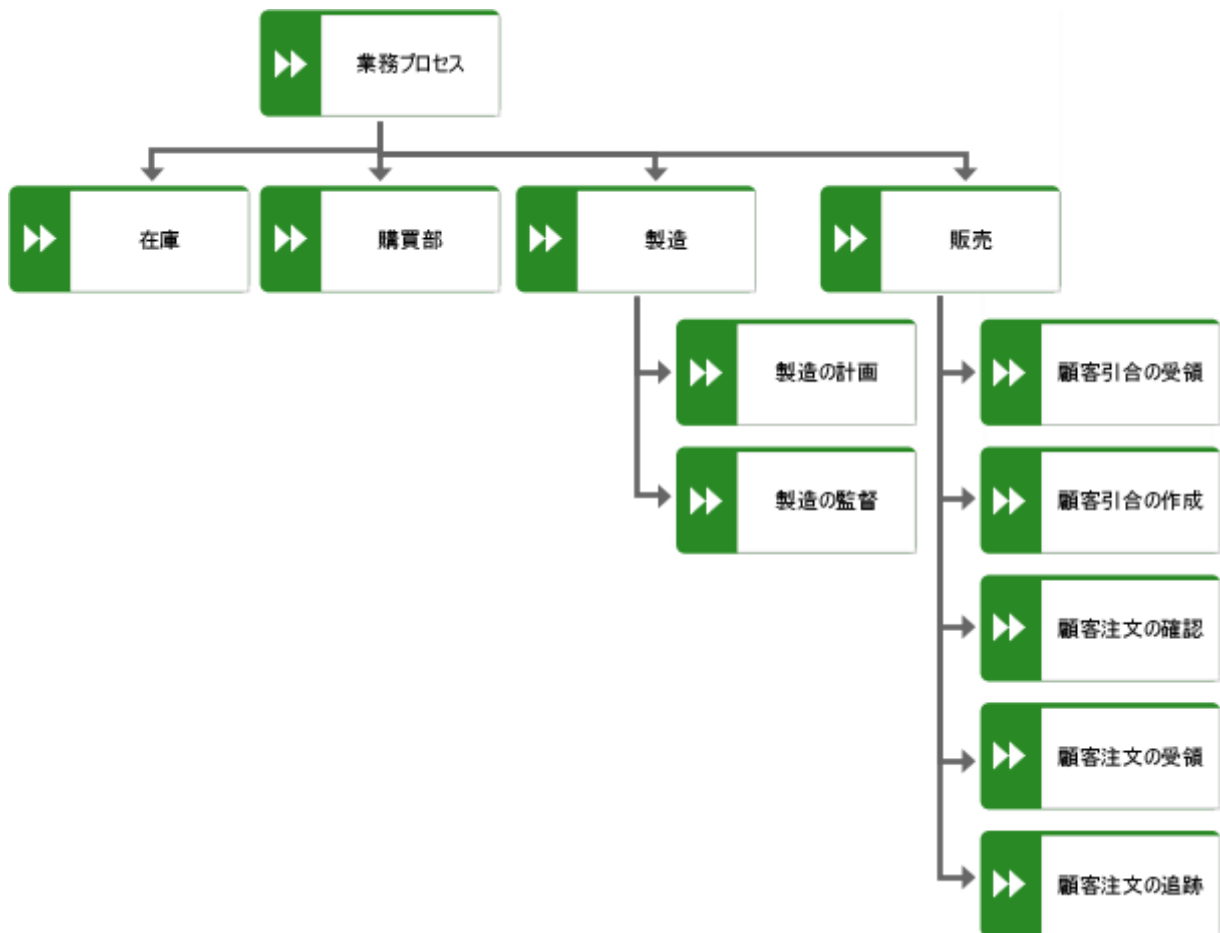 業務プロセス
在庫
購買部
製造
販売
製造の計画
製造の監督
顧客引合の受領
顧客引合の作成
顧客注文の確認
顧客注文の受領
顧客注文の追跡